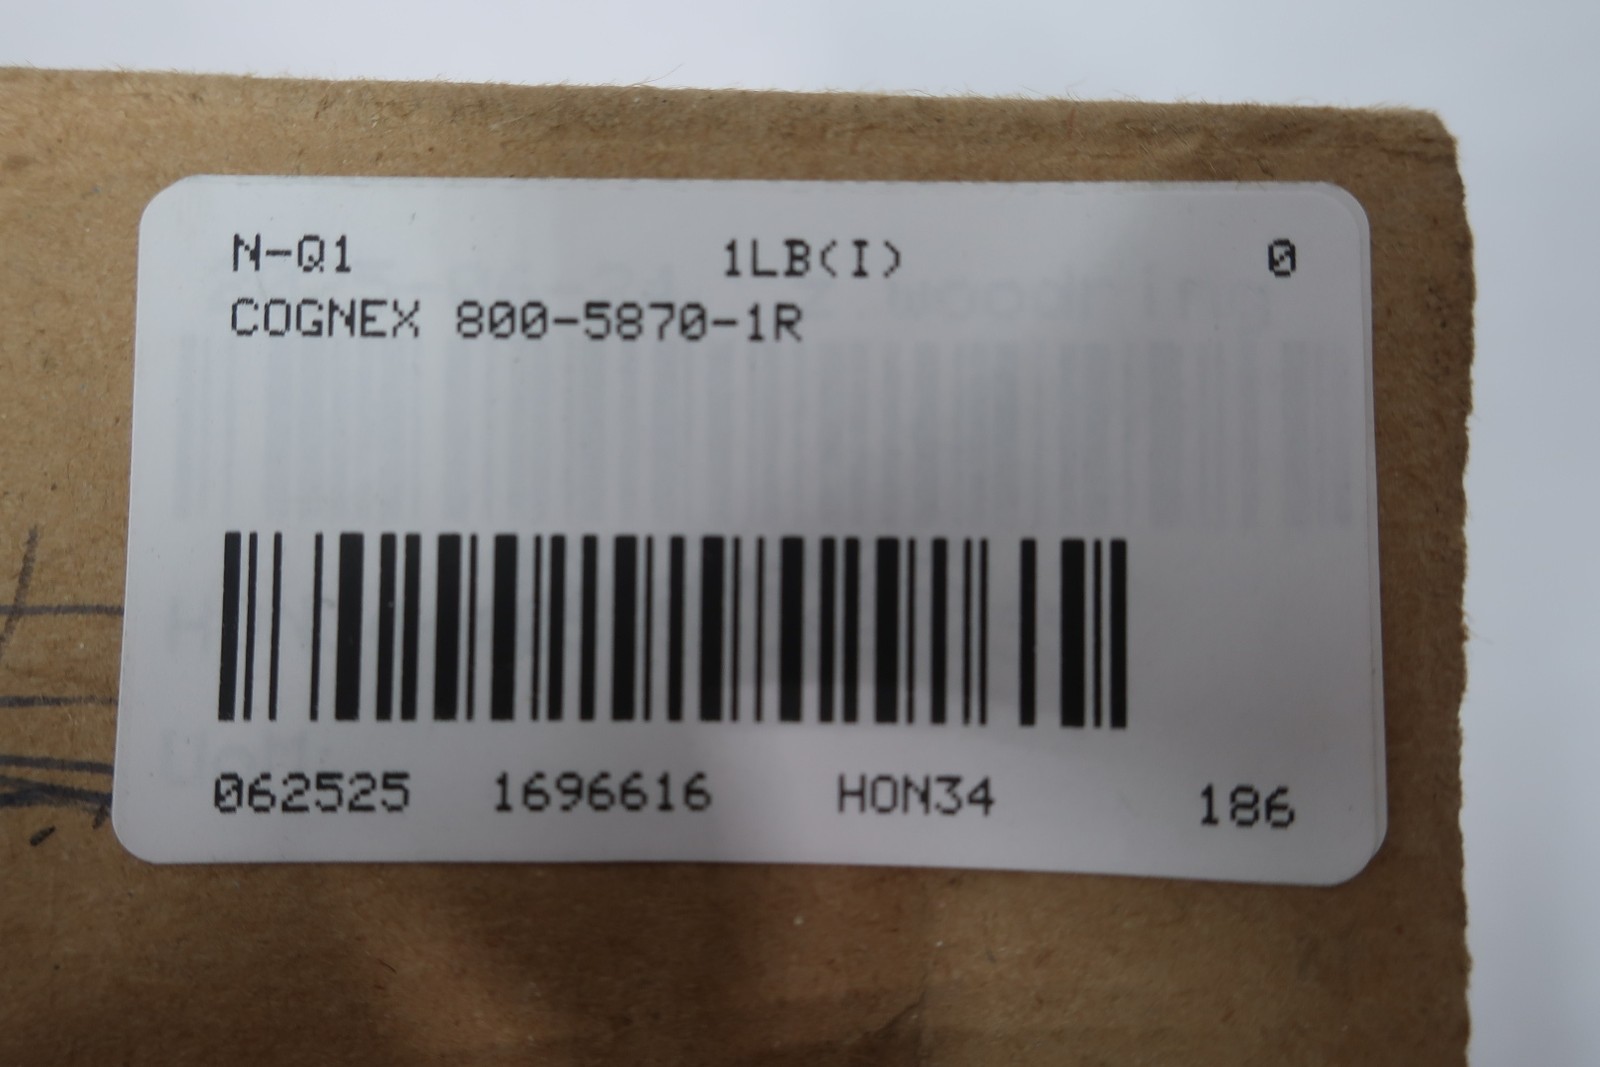 N-Q1 1LB(I) 0
COGNEX 800-5870-1R
062525 1696616 HON34 186